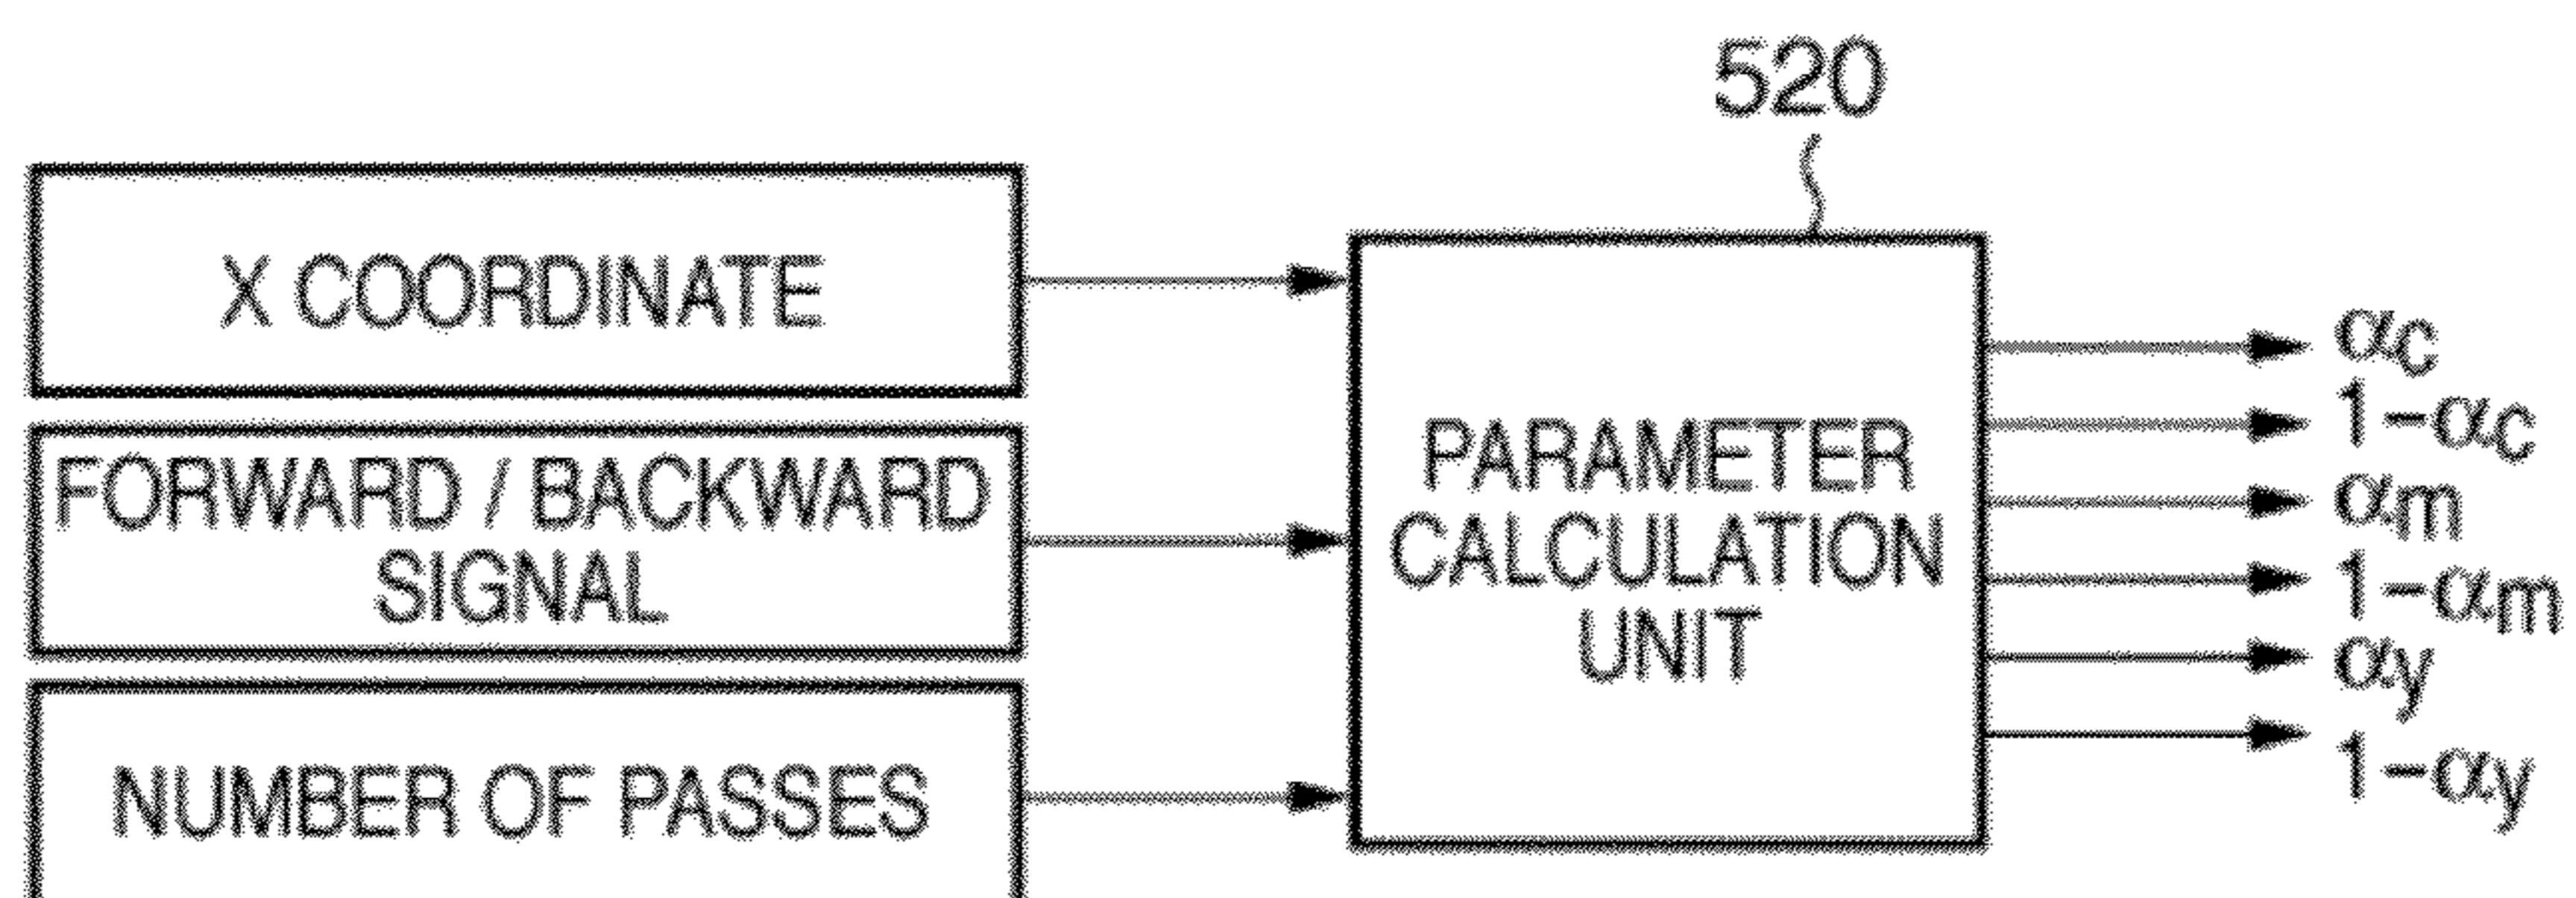 520
X COORDINATE
FORWARD / BACKWARD
SIGNAL
NUMBER OF PASSES
PARAMETER
CALCULATION
UNIT
αc
1-αc
αm
1-αm
αy
1-αy